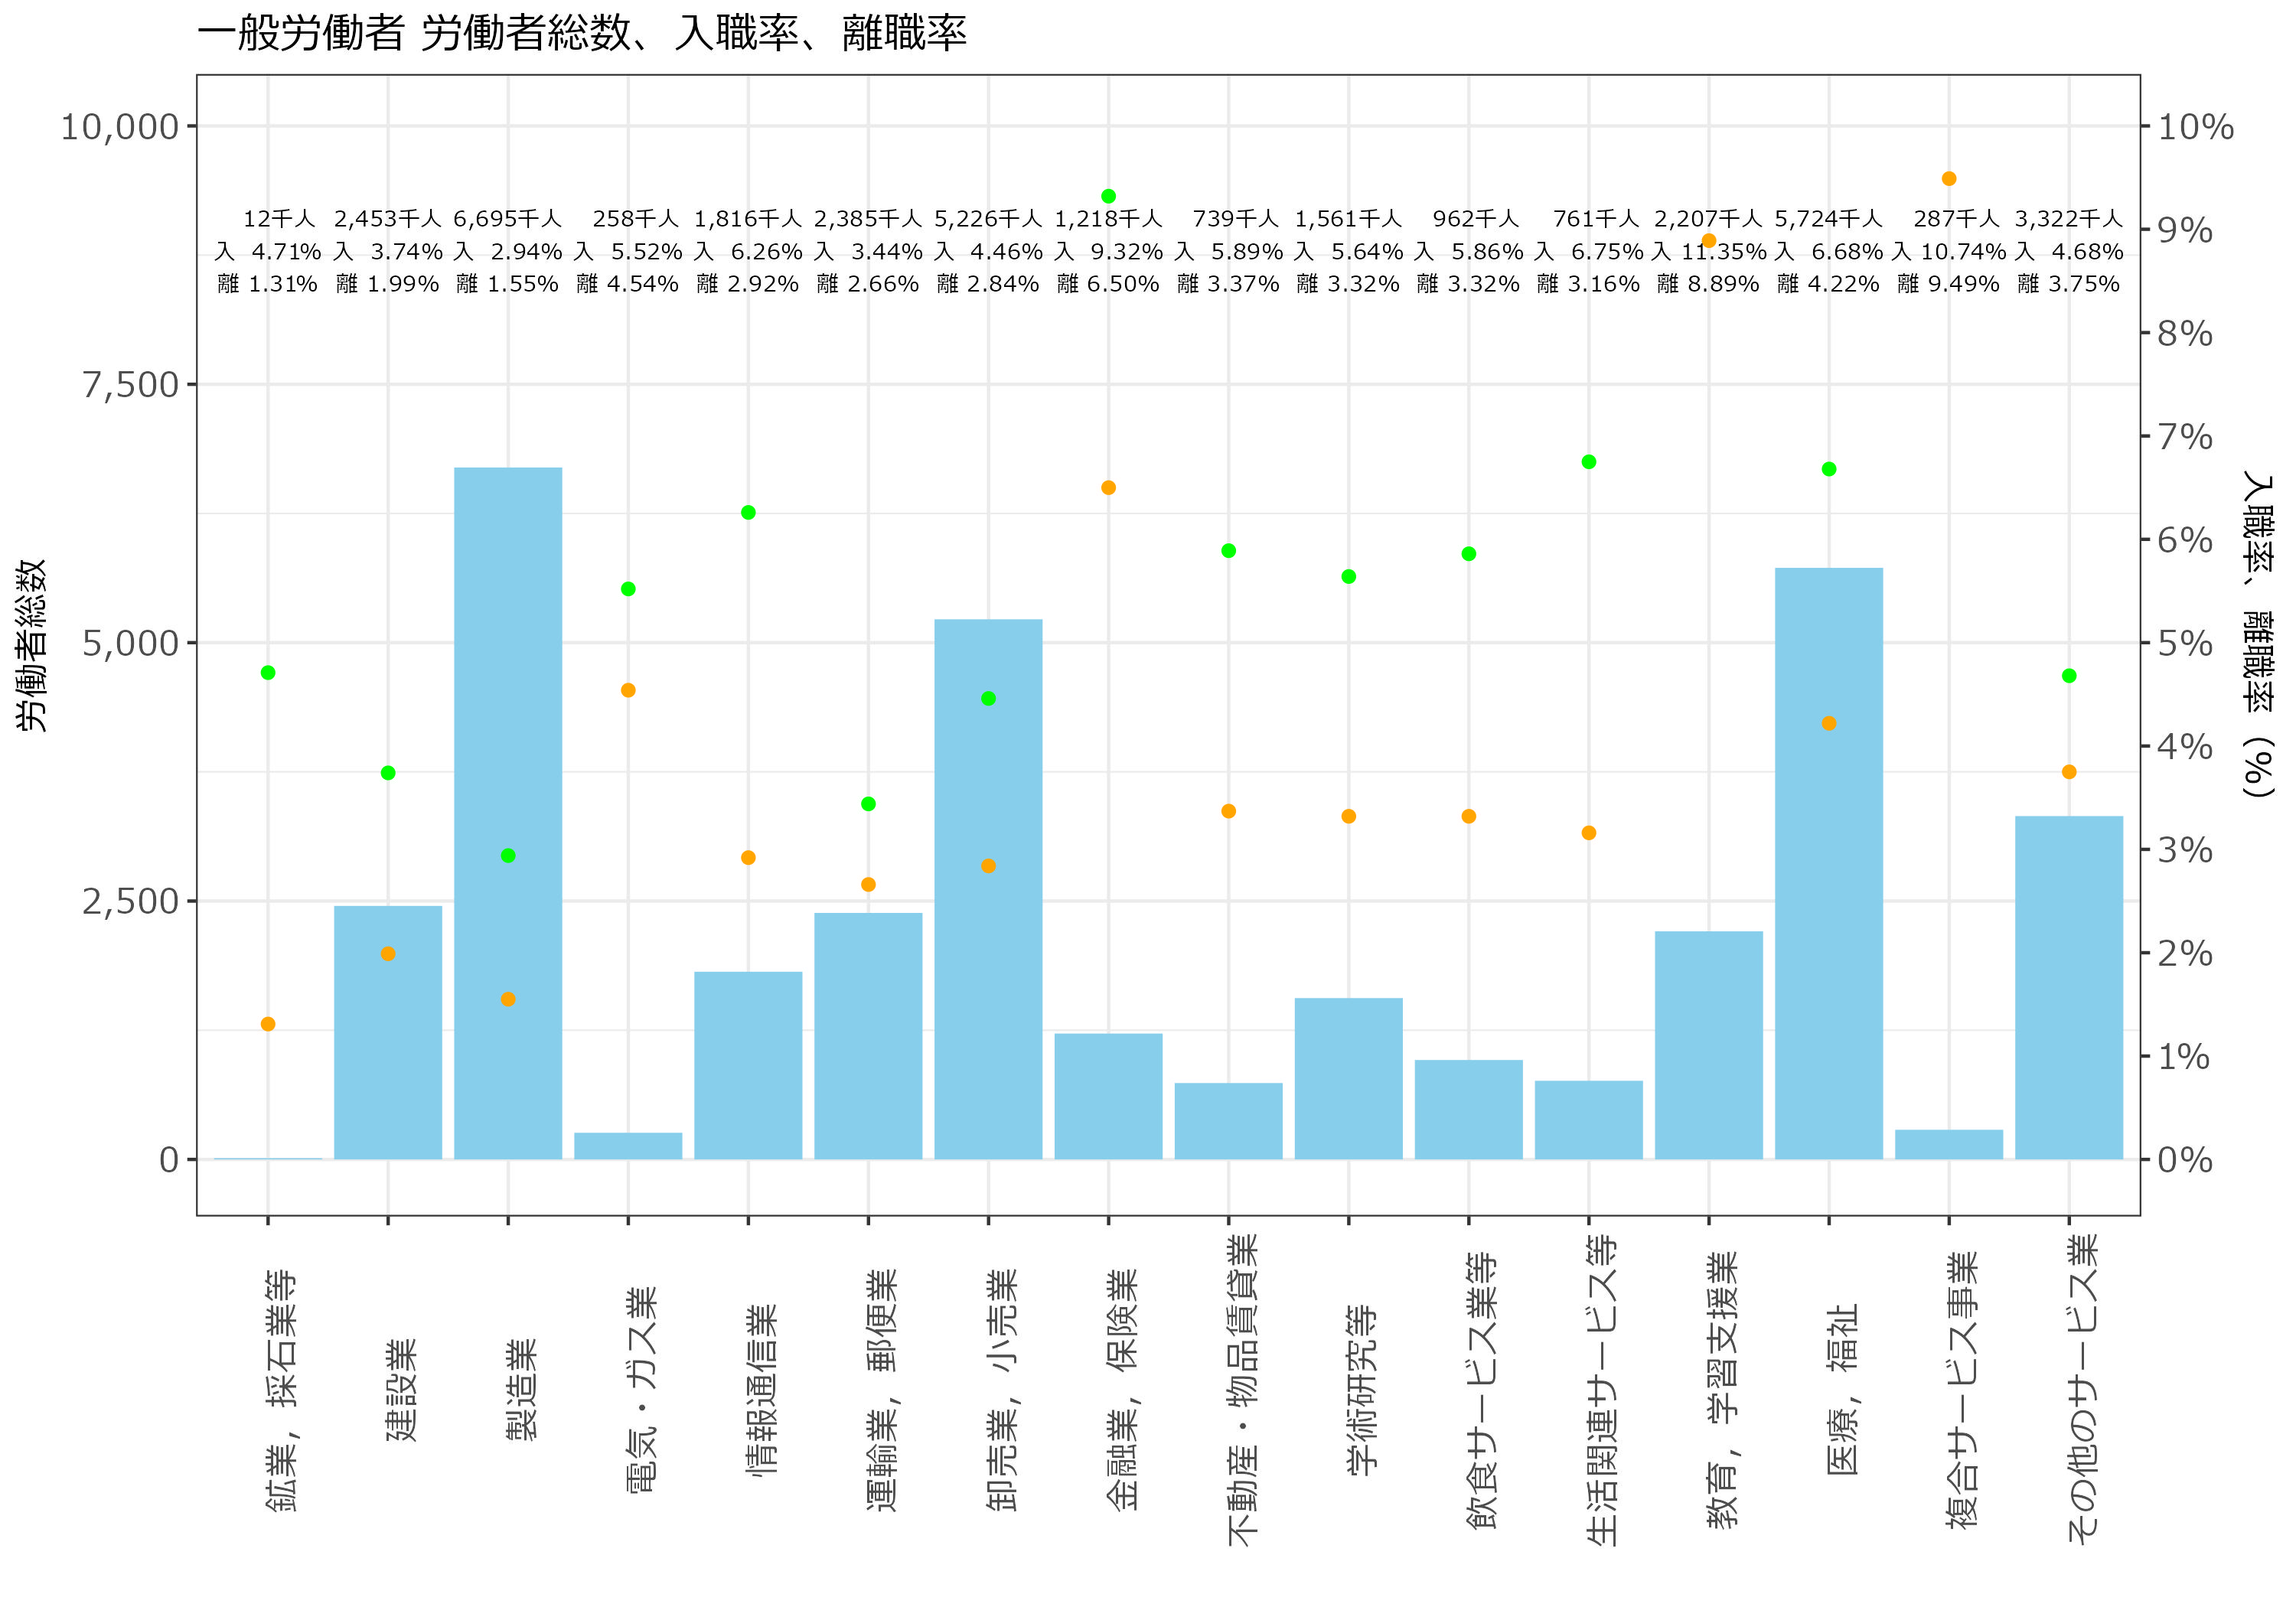 一般労働者 労働者総数、入職率、離職率
10,000
7,500
5,000
2,500
0
労働者総数
12千人
入 4.71%
離 1.31%
2,453千人
入 3.74%
離 1.99%
6,695千人
入 2.94%
離 1.55%
258千人
入 5.52%
離 4.54%
1,816千人
入 6.26%
離 2.92%
2,385千人
入 3.44%
離 2.66%
5,226千人
入 4.46%
離 2.84%
1,218千人
入 9.32%
離 6.50%
739千人
入 5.89%
離 3.37%
1,561千人
入 5.64%
離 3.32%
962千人
入 5.86%
離 3.32%
761千人
入 6.75%
離 3.16%
2,207千人
入 11.35%
離 8.89%
5,724千人
入 6.68%
離 4.22%
287千人
入 10.74%
離 9.49%
3,322千人
入 4.68%
離 3.75%
10%
9%
8%
7%
6%
5%
4%
3%
2%
1%
0%
入職率、離職率（%）
鉱業，採石業等
建設業
製造業
電気・ガス業
情報通信業
運輸業，郵便業
卸売業，小売業
金融業，保険業
不動産・物品賃貸業
学術研究等
飲食サービス業等
生活関連サービス等
教育，学習支援業
医療，福祉
複合サービス事業
その他のサービス業